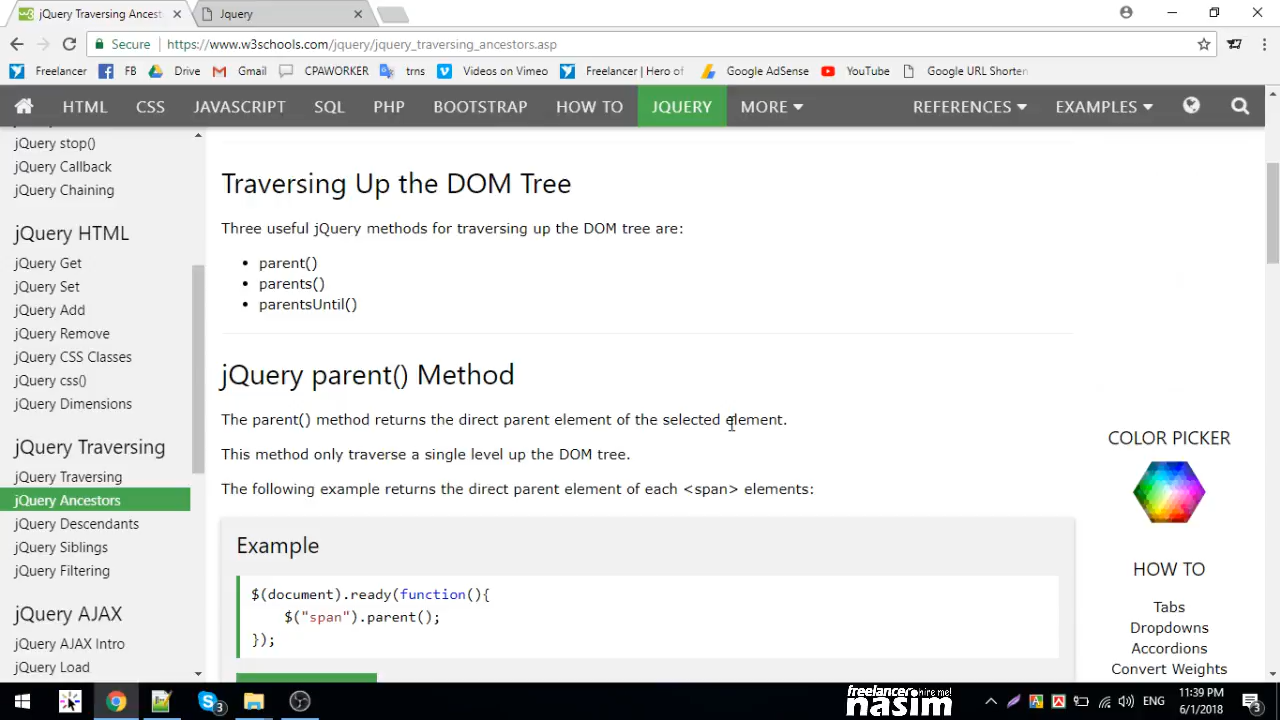 jQuery Traversing Ancest
Jquery
Secure
https://www.w3schools.com/jquery/jquery_traversing_ancestors.asp
Freelancer
FB
Drive
Gmail
CPAWORKER
trns
Videos on Vimeo
Freelancer | Hero of
Google AdSense
YouTube
Google URL Shorten
HTML
CSS
JAVASCRIPT
SQL
PHP
BOOTSTRAP
HOW TO
JQUERY
MORE
REFERENCES
EXAMPLES
jQuery stop()
jQuery Callback
jQuery Chaining
jQuery HTML
jQuery Get
jQuery Set
jQuery Add
jQuery Remove
jQuery CSS Classes
jQuery css()
jQuery Dimensions
jQuery Traversing
jQuery Traversing
jQuery Ancestors
jQuery Descendants
jQuery Siblings
jQuery Filtering
jQuery AJAX
jQuery AJAX Intro
jQuery Load
Traversing Up the DOM Tree
Three useful jQuery methods for traversing up the DOM tree are:
• parent()
• parents()
• parentsUntil()
jQuery parent() Method
The parent() method returns the direct parent element of the selected element.
This method only traverse a single level up the DOM tree.
The following example returns the direct parent element of each <span> elements:
Example
$(document).ready(function(){
$("span").parent();
});
COLOR PICKER
HOW TO
Tabs
Dropdowns
Accordions
Convert Weights
freelancer hire me!
nasim
3
ENG
11:39 PM
6/1/2018
3